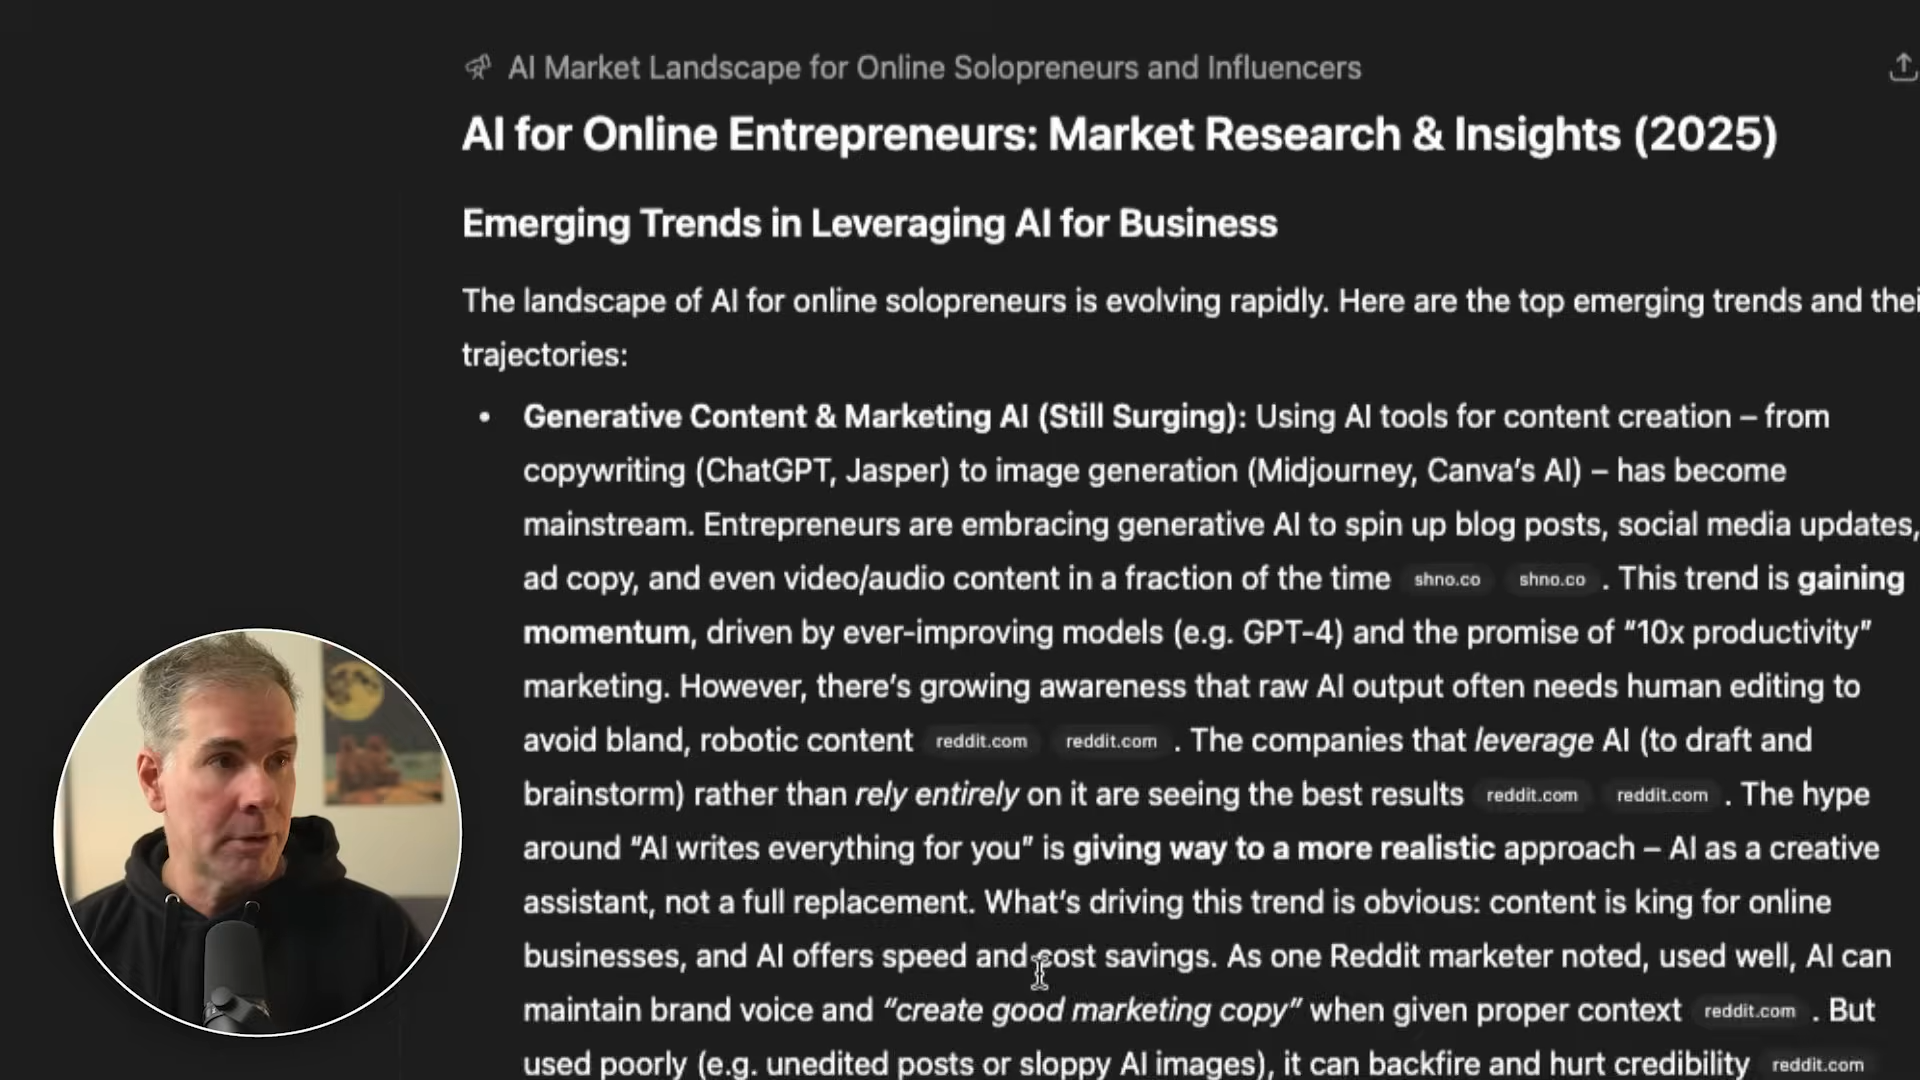 AI Market Landscape for Online Solopreneurs and Influencers
AI for Online Entrepreneurs: Market Research & Insights (2025)
Emerging Trends in Leveraging AI for Business
The landscape of AI for online solopreneurs is evolving rapidly. Here are the top emerging trends and thei
trajectories:
• Generative Content & Marketing AI (Still Surging): Using AI tools for content creation – from
copywriting (ChatGPT, Jasper) to image generation (Midjourney, Canva’s AI) – has become
mainstream. Entrepreneurs are embracing generative AI to spin up blog posts, social media updates,
ad copy, and even video/audio content in a fraction of the time shno.co shno.co . This trend is gaining
momentum, driven by ever-improving models (e.g. GPT-4) and the promise of “10x productivity”
marketing. However, there’s growing awareness that raw AI output often needs human editing to
avoid bland, robotic content reddit.com reddit.com . The companies that leverage AI (to draft and
brainstorm) rather than rely entirely on it are seeing the best results reddit.com reddit.com . The hype
around “AI writes everything for you” is giving way to a more realistic approach – AI as a creative
assistant, not a full replacement. What’s driving this trend is obvious: content is king for online
businesses, and AI offers speed and cost savings. As one Reddit marketer noted, used well, AI can
maintain brand voice and “create good marketing copy” when given proper context reddit.com . But
used poorly (e.g. unedited posts or sloppy AI images), it can backfire and hurt credibility reddit.com